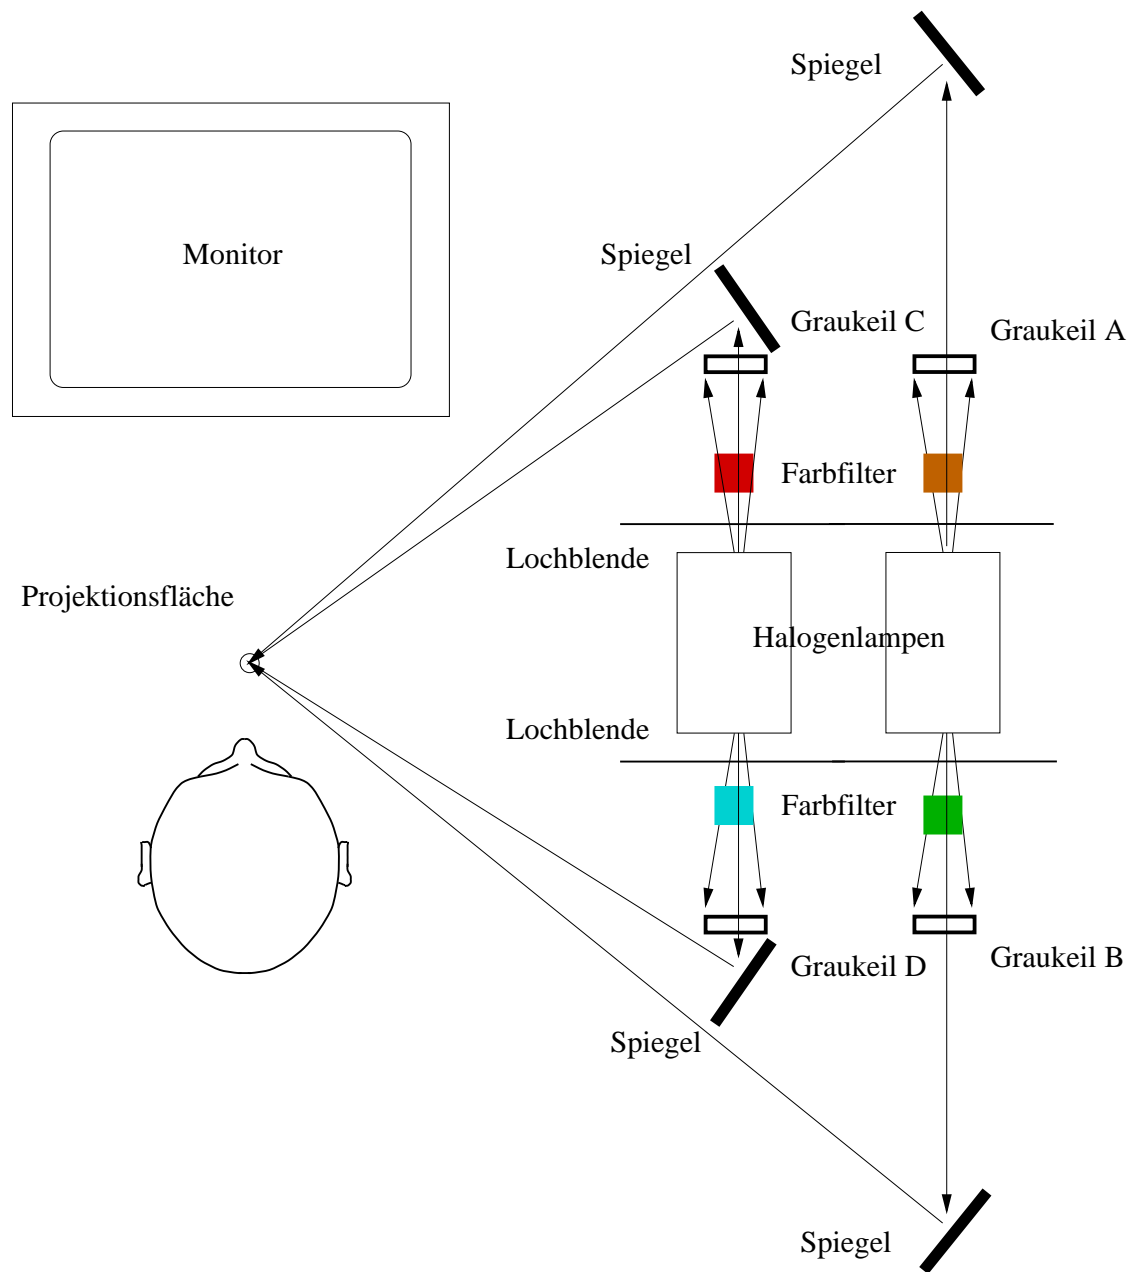 Spiegel
Monitor
Spiegel
Graukeil C
Graukeil A
Farbfilter
Lochblende
Projektionsfläche
Halogenlampen
Lochblende
Farbfilter
Graukeil D
Graukeil B
Spiegel
Spiegel